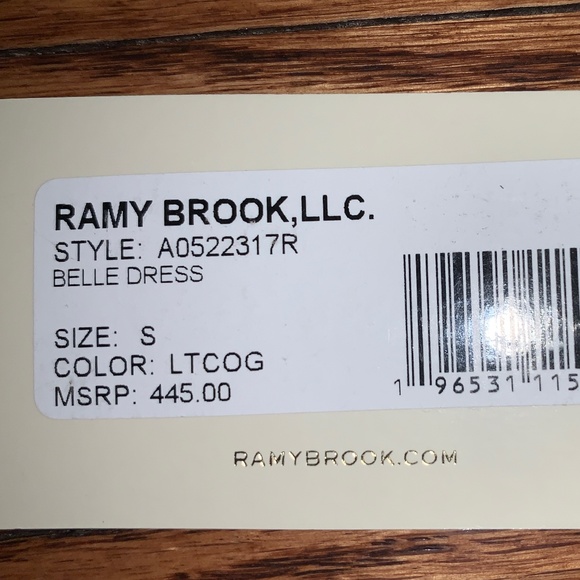 RAMY BROOK,LLC.
STYLE: A0522317R
BELLE DRESS
SIZE: S
COLOR: LTCOG
MSRP: 445.00
1 96531 115
RAMYBROOK.COM